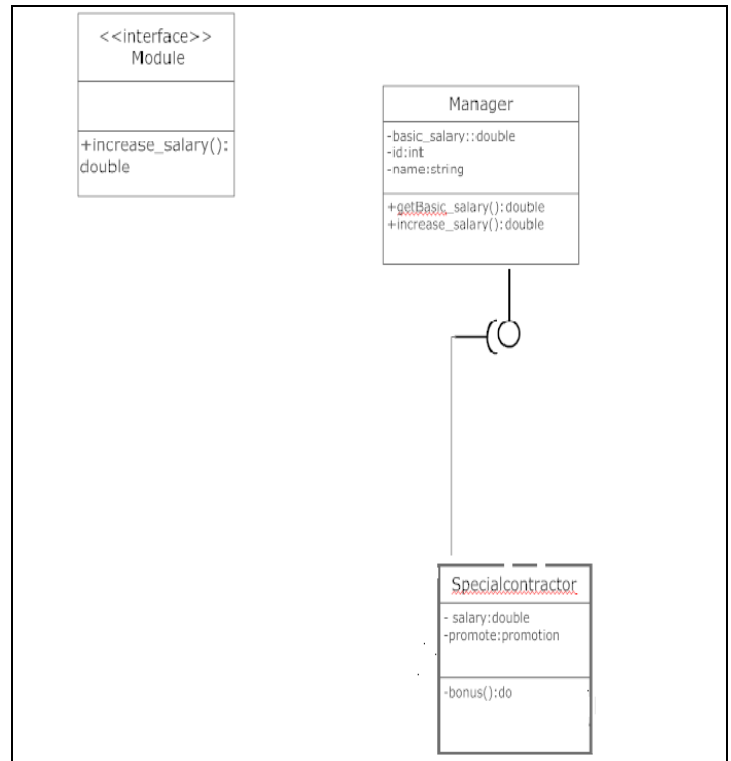 <<interface>>
Module
+increase_salary():
double
Manager
-basic_salary::double
-id:int
-name:string
+getBasic_salary():double
+increase_salary():double
Specialcontractor
- salary:double
-promote:promotion
-bonus():do